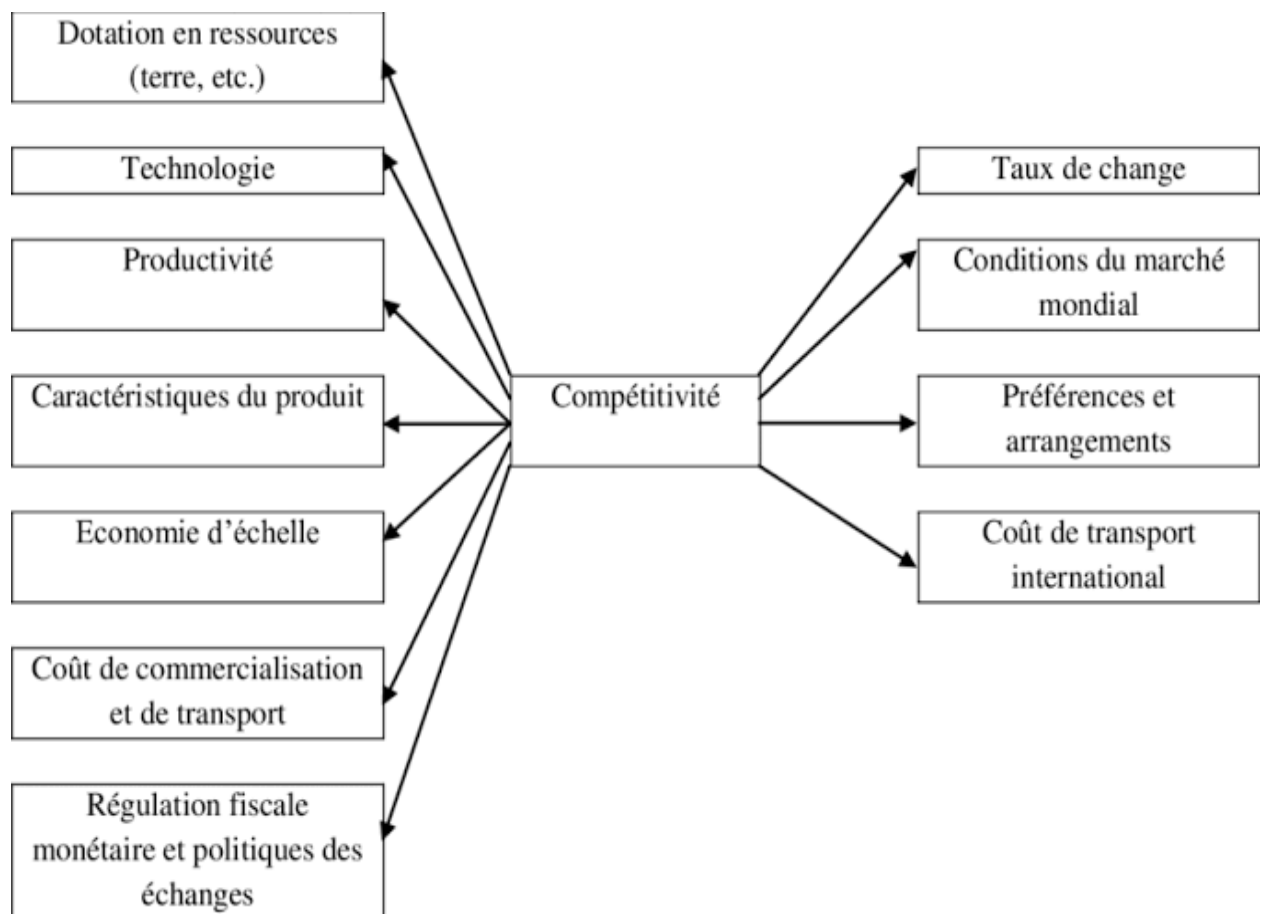 Dotation en ressources
(terre, etc.)
Technologie
Productivité
Caractéristiques du produit
Economie d’échelle
Coût de commercialisation
et de transport
Régulation fiscale
monétaire et politiques des
échanges
Compétitivité
Taux de change
Conditions du marché
mondial
Préférences et
arrangements
Coût de transport
international